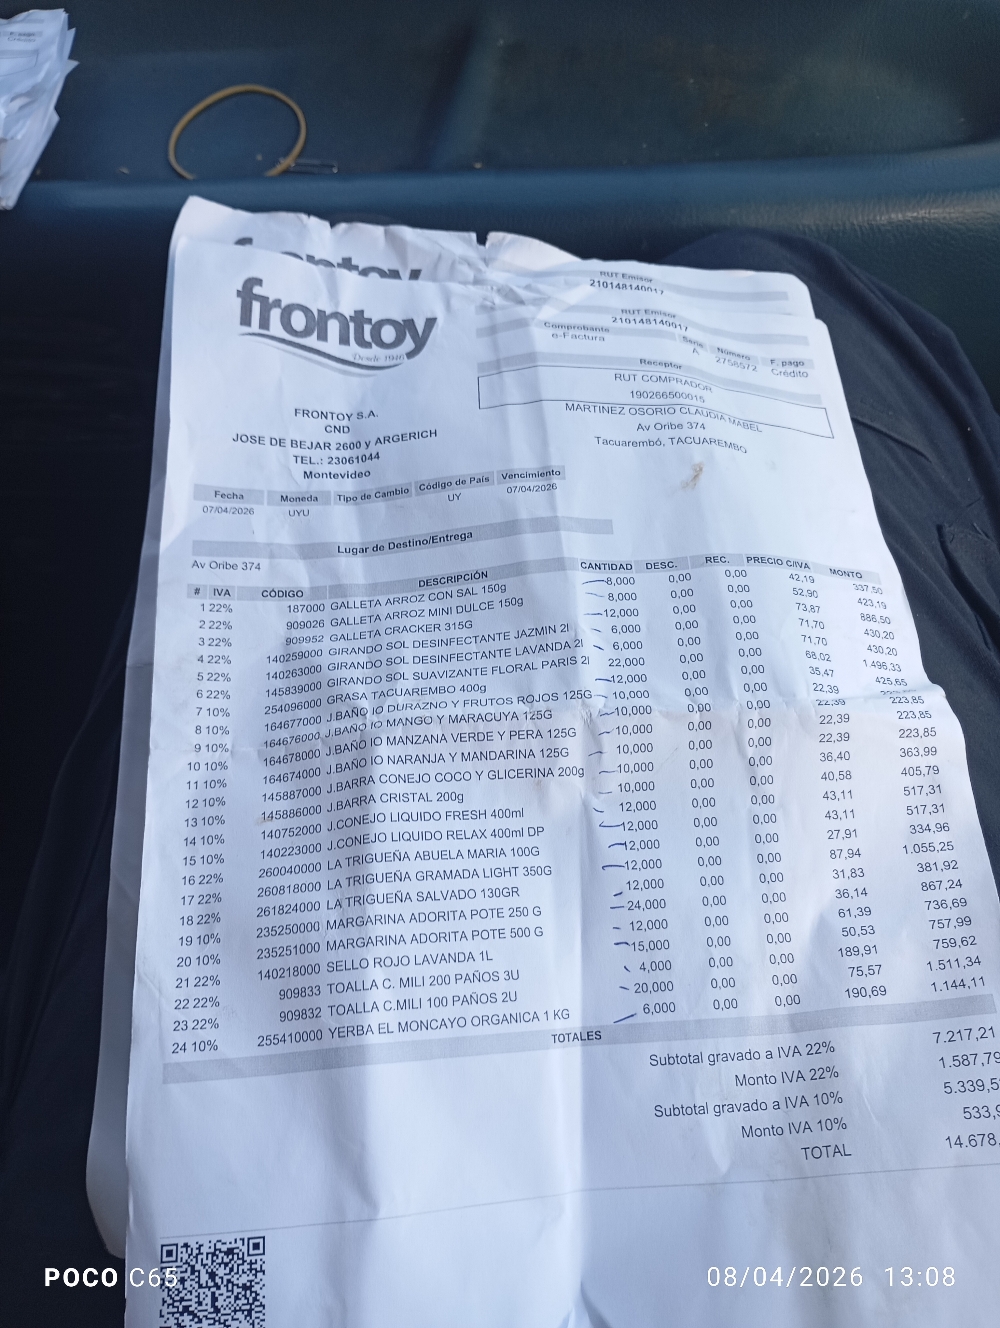 frontoy
RUT Emisor
210148140017
frontoy
Desde 1946
RUT Emisor
210148140017
Comprobante Serie Número F. pago
e-Factura A 2758572 Crédito
Receptor
RUT COMPRADOR
190266500015
MARTINEZ OSORIO CLAUDIA MABEL
Av Oribe 374
Tacuarembó, TACUAREMBO
FRONTOY S.A.
CND
JOSE DE BEJAR 2600 y ARGERICH
TEL.: 23061044
Montevideo
Fecha Moneda Tipo de Cambio Código de País Vencimiento
07/04/2026 UYU UY 07/04/2026
Lugar de Destino/Entrega
Av Oribe 374
# IVA CÓDIGO DESCRIPCIÓN CANTIDAD DESC. REC. PRECIO C/IVA MONTO
1 22% 187000 GALLETA ARROZ CON SAL 150g 8,000 0,00 0,00 42,19 337,50
2 22% 909026 GALLETA ARROZ MINI DULCE 150g 8,000 0,00 0,00 52,90 423,19
3 22% 909952 GALLETA CRACKER 315G 12,000 0,00 0,00 73,87 886,50
4 22% 140259000 GIRANDO SOL DESINFECTANTE JAZMIN 2l 6,000 0,00 0,00 71,70 430,20
5 22% 140263000 GIRANDO SOL DESINFECTANTE LAVANDA 2l 6,000 0,00 0,00 71,70 430,20
6 22% 145839000 GIRANDO SOL SUAVIZANTE FLORAL PARIS 2l 22,000 0,00 0,00 68,02 1.496,33
7 10% 254096000 GRASA TACUAREMBO 400g 12,000 0,00 0,00 35,47 425,65
8 10% 164677000 J.BAÑO IO DURAZNO Y FRUTOS ROJOS 125G 10,000 0,00 0,00 22,39
9 10% 164676000 J.BAÑO IO MANGO Y MARACUYA 125G 10,000 0,00 0,00 22,39 223,85
10 10% 164678000 J.BAÑO IO MANZANA VERDE Y PERA 125G 10,000 0,00 0,00 22,39 223,85
11 10% 164674000 J.BAÑO IO NARANJA Y MANDARINA 125G 10,000 0,00 0,00 22,39 223,85
12 10% 145887000 J.BARRA CONEJO COCO Y GLICERINA 200g 10,000 0,00 0,00 36,40 363,99
13 10% 145886000 J.BARRA CRISTAL 200g 10,000 0,00 0,00 40,58 405,79
14 10% 140752000 J.CONEJO LIQUIDO FRESH 400ml 12,000 0,00 0,00 43,11 517,31
15 10% 140223000 J.CONEJO LIQUIDO RELAX 400ml DP 12,000 0,00 0,00 43,11 517,31
16 22% 260040000 LA TRIGUEÑA ABUELA MARIA 100G 12,000 0,00 0,00 27,91 334,96
17 22% 260818000 LA TRIGUEÑA GRAMADA LIGHT 350G 12,000 0,00 0,00 87,94 1.055,25
18 22% 261824000 LA TRIGUEÑA SALVADO 130GR 12,000 0,00 0,00 31,83 381,92
19 10% 235250000 MARGARINA ADORITA POTE 250 G 24,000 0,00 0,00 36,14 867,24
20 10% 235251000 MARGARINA ADORITA POTE 500 G 12,000 0,00 0,00 61,39 736,69
21 22% 140218000 SELLO ROJO LAVANDA 1L 15,000 0,00 0,00 50,53 757,99
22 22% 909833 TOALLA C. MILI 200 PAÑOS 3U 4,000 0,00 0,00 189,91 759,62
23 22% 909832 TOALLA C.MILI 100 PAÑOS 2U 20,000 0,00 0,00 75,57 1.511,34
24 10% 255410000 YERBA EL MONCAYO ORGANICA 1 KG 6,000 0,00 0,00 190,69 1.144,11
TOTALES
Subtotal gravado a IVA 22% 7.217,21
Monto IVA 22% 1.587,79
Subtotal gravado a IVA 10% 5.339,5
Monto IVA 10% 533,9
TOTAL 14.678,
POCO C65
08/04/2026 13:08